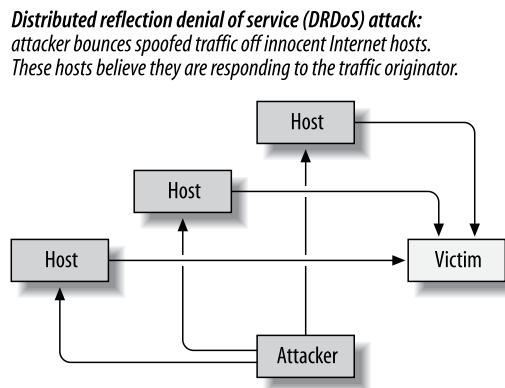 Distributed reflection denial of service (DRDoS) attack:
attacker bounces spoofed traffic off innocent Internet hosts.
These hosts believe they are responding to the traffic originator.
Host
Host
Host
Victim
Attacker